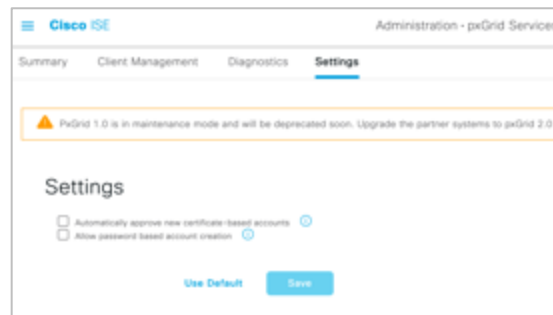 Cisco ISE Administration - pxGrid Services
Summary Client Management Diagnostics Settings
PxGrid 1.0 is in maintenance mode and will be deprecated soon. Upgrade the partner systems to pxGrid 2.0
Settings
Automatically approve new certificate-based accounts
Allow password based account creation
Use Default Save